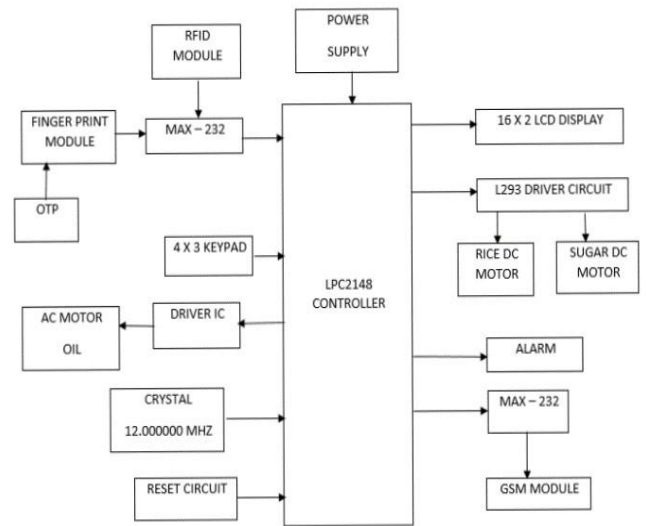 RFID
MODULE
POWER
SUPPLY
FINGER PRINT
MODULE
MAX – 232
16 X 2 LCD DISPLAY
L293 DRIVER CIRCUIT
OTP
4 X 3 KEYPAD
RICE DC
MOTOR
SUGAR DC
MOTOR
LPC2148
CONTROLLER
AC MOTOR
OIL
DRIVER IC
ALARM
CRYSTAL
12.000000 MHZ
MAX – 232
RESET CIRCUIT
GSM MODULE